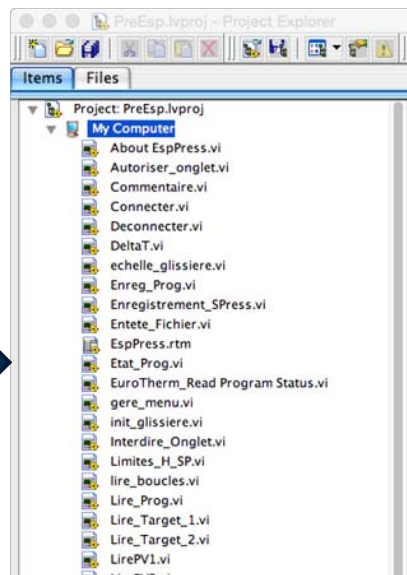 PreEsp.lvproj - Project Explorer
Items Files
Project: PreEsp.lvproj
My Computer
About EspPress.vi
Autoriser_onglet.vi
Commentaire.vi
Connecter.vi
Deconnecter.vi
DeltaT.vi
echelle_glissiere.vi
Enreg_Prog.vi
Enregistrement_SPress.vi
Entete_Fichier.vi
EspPress.rtm
Etat_Prog.vi
EuroTherm_Read Program Status.vi
gere_menu.vi
init_glissiere.vi
Interdire_Onglet.vi
Limites_H_SP.vi
lire_boucles.vi
Lire_Prog.vi
Lire_Target_1.vi
Lire_Target_2.vi
LirePV1.vi